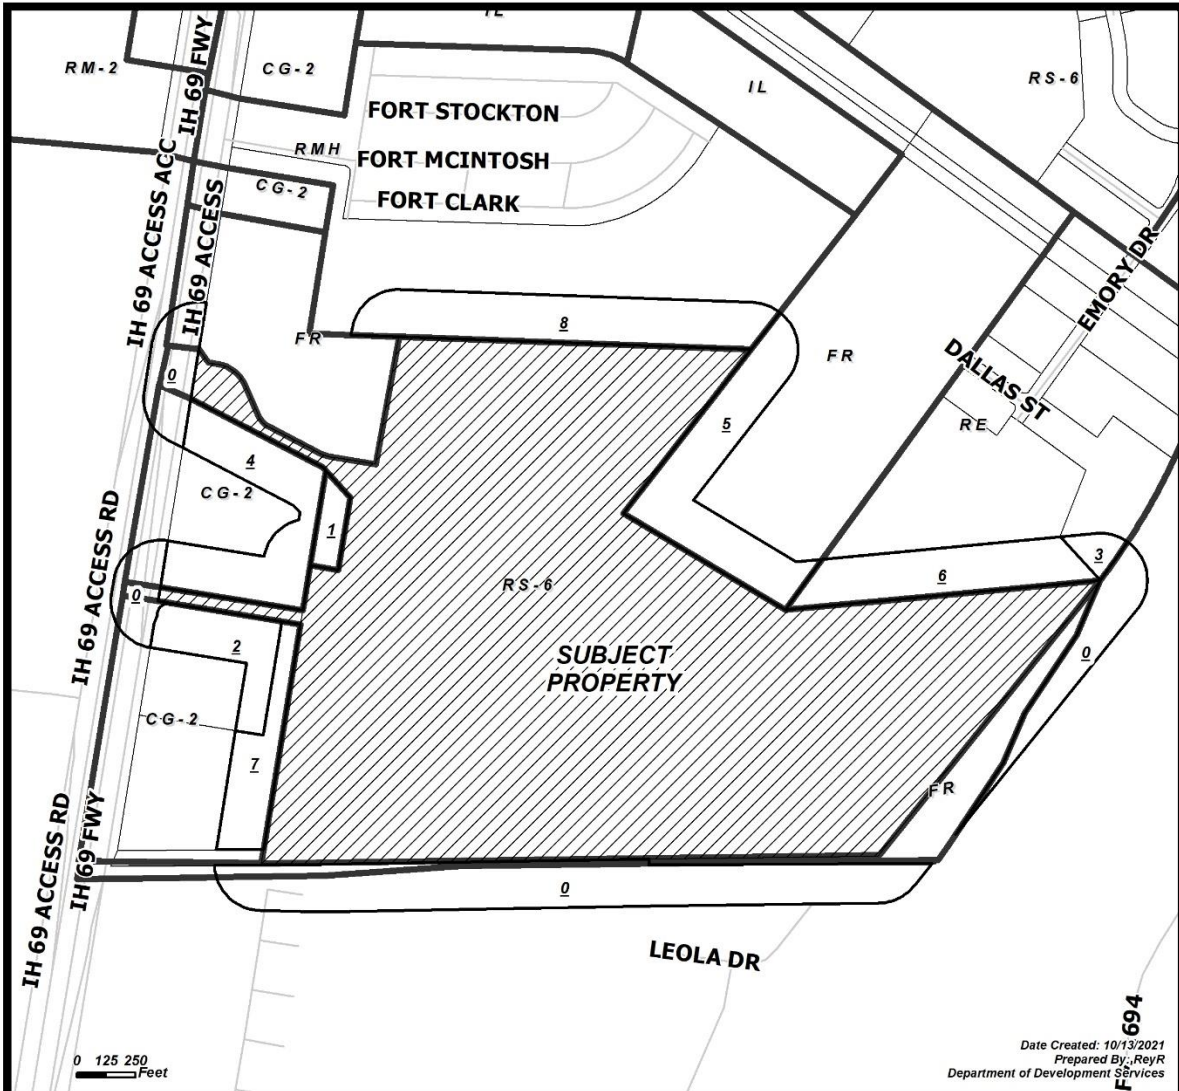 IL
IH 69 FWY
RM-2
CG-2
RS-6
IL
FORT STOCKTON
RMH
FORT MCINTOSH
CG-2
FORT CLARK
IH 69 ACCESS ACC
IH 69 ACCESS
EMORY DR
8
FR
FR
DALLAS ST
0
5
RE
4
CG-2
1
IH 69 ACCESS RD
3
RS-6
6
0
2
SUBJECT
PROPERTY
0
CG-2
7
FR
IH 69 ACCESS RD
IH 69 FWY
0
LEOLA DR
694
0 125 250
Feet
Date Created: 10/13/2021
Prepared By: ReyR
Department of Development Services